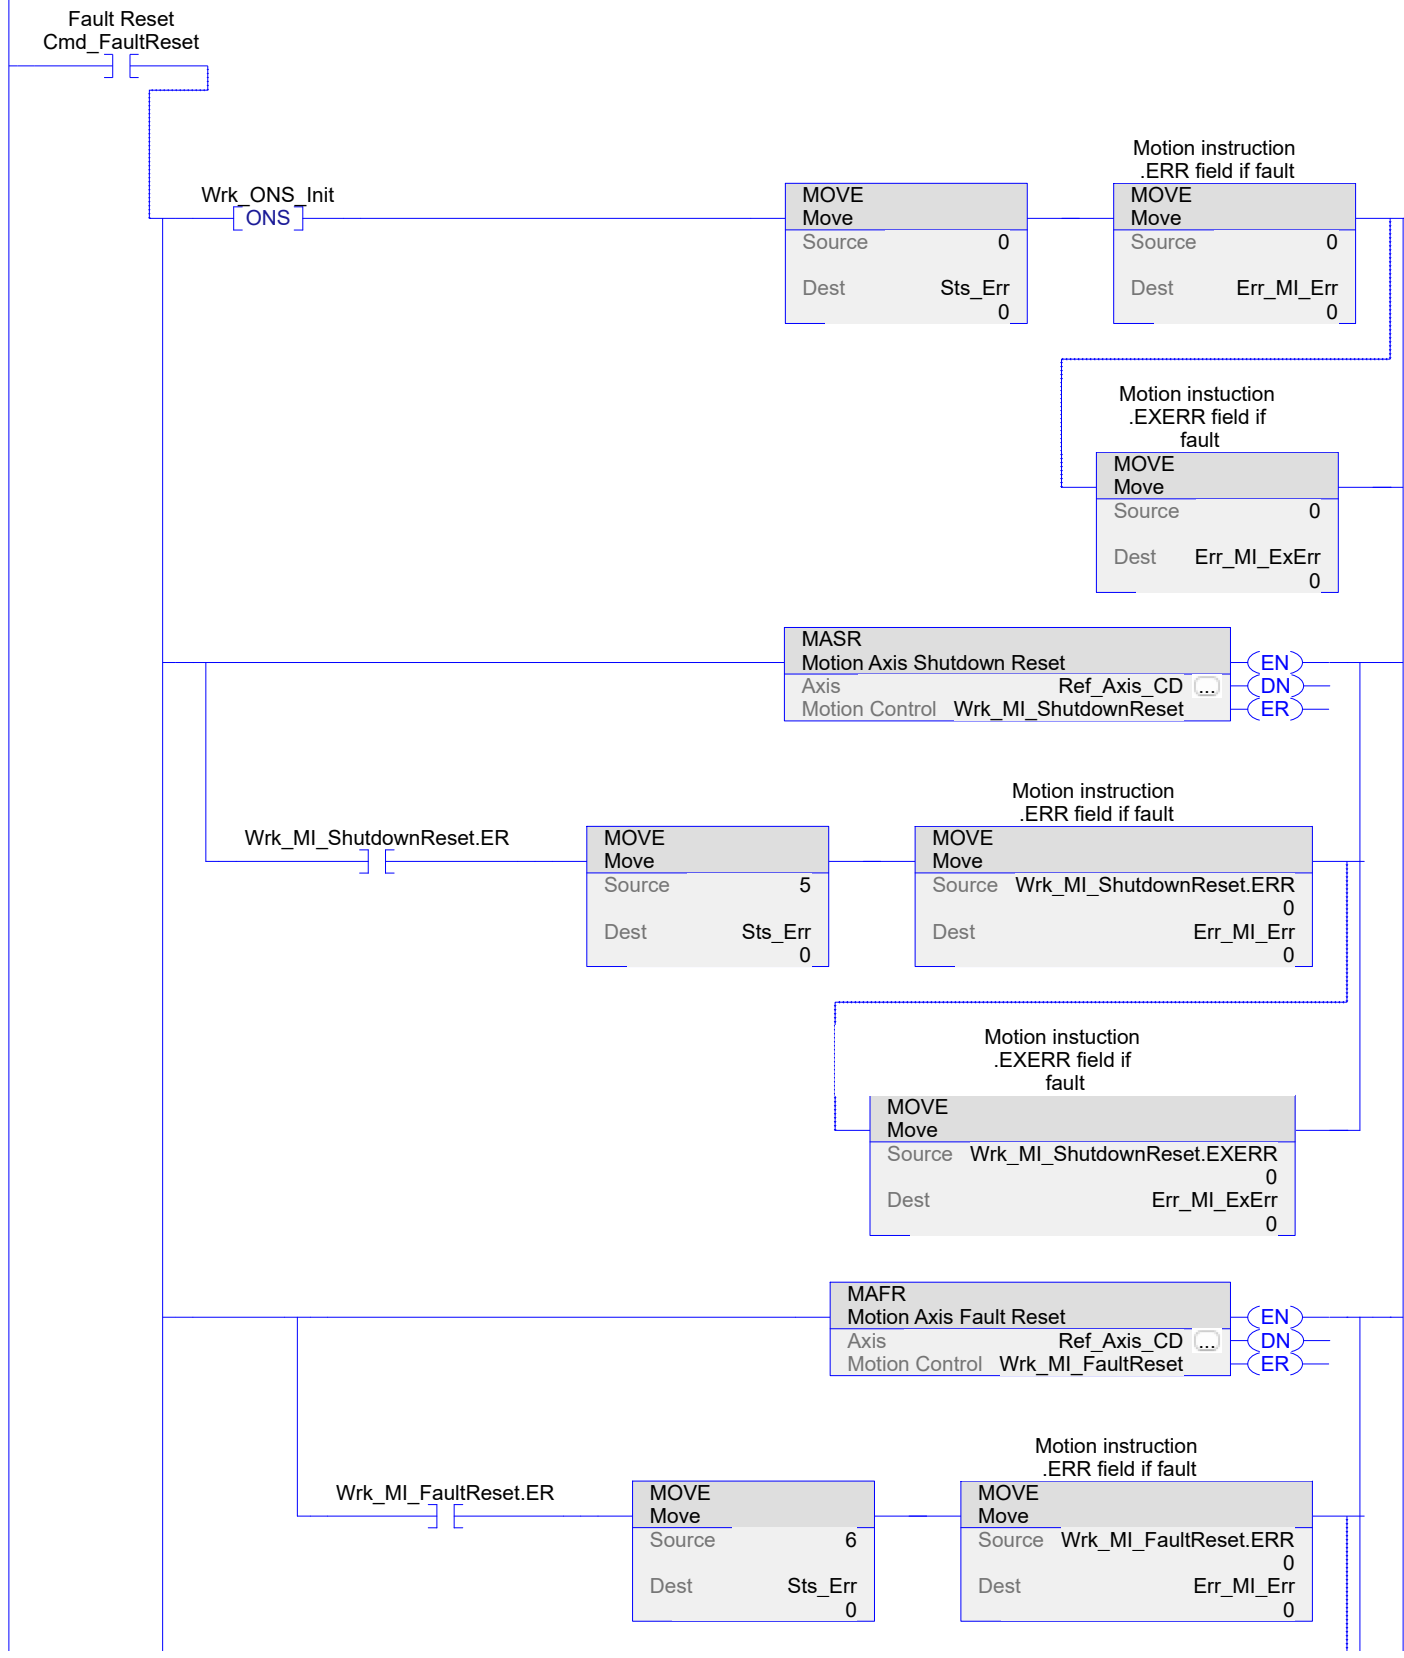 Fault Reset
Cmd_FaultReset
Wrk_ONS_Init
ONS
MOVE
Move
Source 0
Dest Sts_Err
0
Motion instruction
.ERR field if fault
MOVE
Move
Source 0
Dest Err_MI_Err
0
Motion instuction
.EXERR field if
fault
MOVE
Move
Source 0
Dest Err_MI_ExErr
0
MASR
Motion Axis Shutdown Reset
Axis Ref_Axis_CD ...
Motion Control Wrk_MI_ShutdownReset
EN
DN
ER
Wrk_MI_ShutdownReset.ER
MOVE
Move
Source 5
Dest Sts_Err
0
Motion instruction
.ERR field if fault
MOVE
Move
Source Wrk_MI_ShutdownReset.ERR
0
Dest Err_MI_Err
0
Motion instuction
.EXERR field if
fault
MOVE
Move
Source Wrk_MI_ShutdownReset.EXERR
0
Dest Err_MI_ExErr
0
MAFR
Motion Axis Fault Reset
Axis Ref_Axis_CD ...
Motion Control Wrk_MI_FaultReset
EN
DN
ER
Wrk_MI_FaultReset.ER
MOVE
Move
Source 6
Dest Sts_Err
0
Motion instruction
.ERR field if fault
MOVE
Move
Source Wrk_MI_FaultReset.ERR
0
Dest Err_MI_Err
0